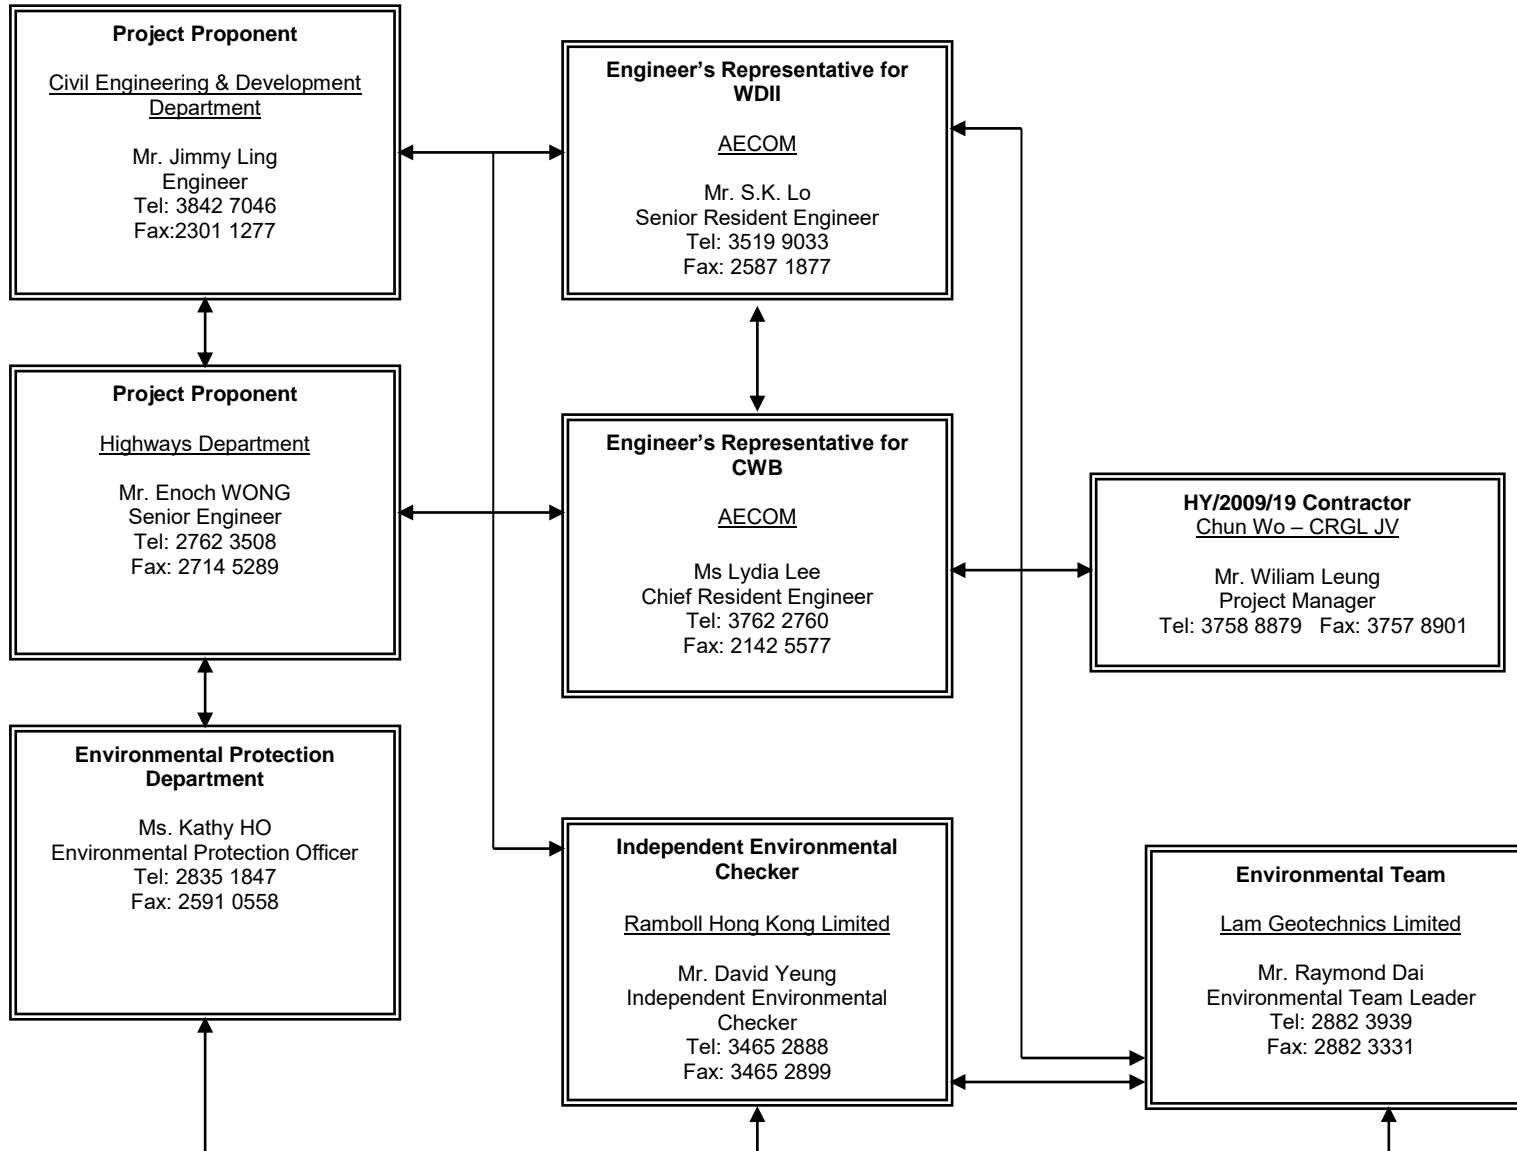 Project Proponent
Civil Engineering & Development
Department
Mr. Jimmy Ling
Engineer
Tel: 3842 7046
Fax:2301 1277
Engineer’s Representative for
WDII
AECOM
Mr. S.K. Lo
Senior Resident Engineer
Tel: 3519 9033
Fax: 2587 1877
Project Proponent
Highways Department
Mr. Enoch WONG
Senior Engineer
Tel: 2762 3508
Fax: 2714 5289
Engineer’s Representative for
CWB
AECOM
Ms Lydia Lee
Chief Resident Engineer
Tel: 3762 2760
Fax: 2142 5577
HY/2009/19 Contractor
Chun Wo – CRGL JV
Mr. Wiliam Leung
Project Manager
Tel: 3758 8879   Fax: 3757 8901
Environmental Protection
Department
Ms. Kathy HO
Environmental Protection Officer
Tel: 2835 1847
Fax: 2591 0558
Independent Environmental
Checker
Ramboll Hong Kong Limited
Mr. David Yeung
Independent Environmental
Checker
Tel: 3465 2888
Fax: 3465 2899
Environmental Team
Lam Geotechnics Limited
Mr. Raymond Dai
Environmental Team Leader
Tel: 2882 3939
Fax: 2882 3331